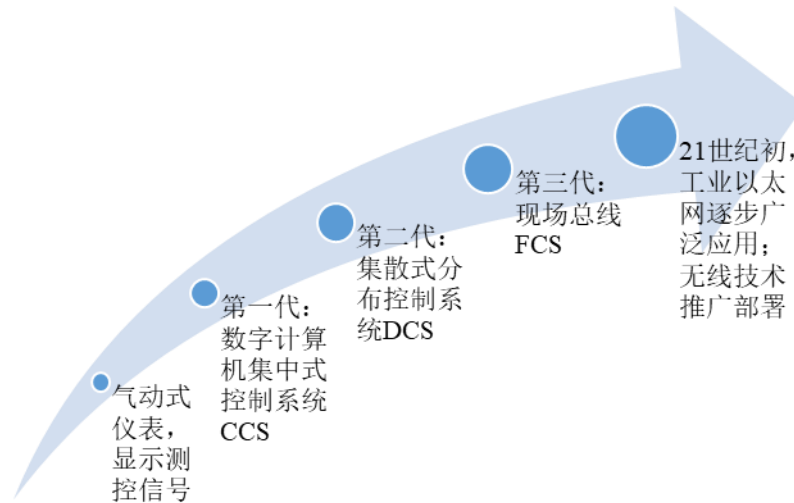 气动式
仪表，
显示测
控信号
第一代：
数字计算
机集中式
控制系统
CCS
第二代：
集散式分
布控制系
统DCS
第三代：
现场总线
FCS
21世纪初，
工业以太
网逐步广
泛应用；
无线技术
推广部署